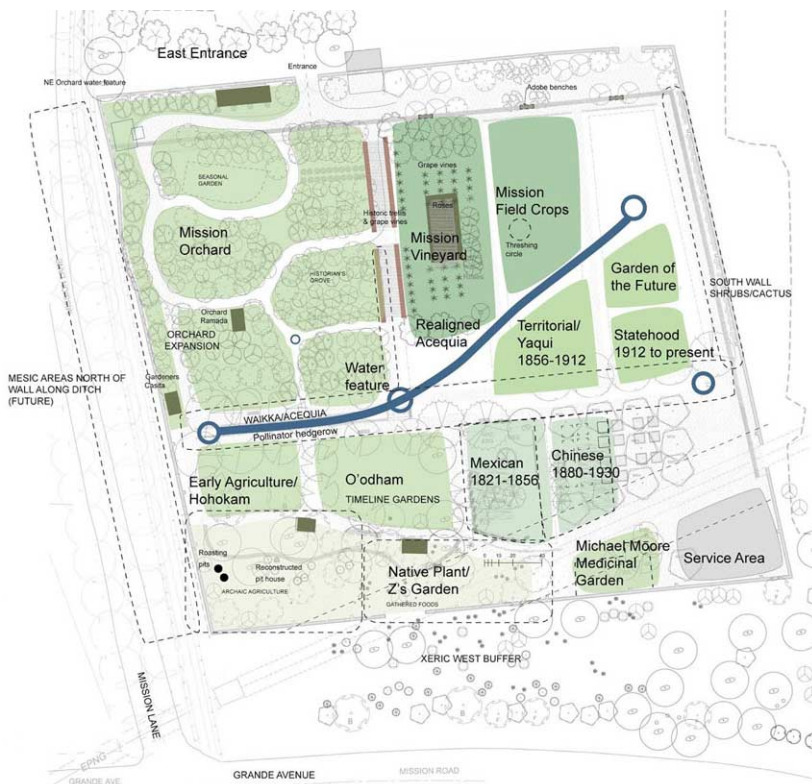 East Entrance
NE Orchard water feature
Entrance
Adobe benches
SEASONAL
GARDEN
Grape vines
Mission
Orchard
Historic trellis
& grape vines
Roses
Mission
Vineyard
Mission
Field Crops
Threshing
circle
HISTORIAN'S
GROVE
Garden of
the Future
SOUTH WALL
SHRUBS/CACTUS
Orchard
Ramada
ORCHARD
EXPANSION
Realigned
Acequia
Territorial/
Yaqui
1856-1912
Statehood
1912 to present
MESIC AREAS NORTH OF
WALL ALONG DITCH
(FUTURE)
Gardeners
Casita
Water
feature
WAIKKA/ACEQUIA
Pollinator hedgerow
Early Agriculture/
Hohokam
O'odham
TIMELINE GARDENS
Mexican
1821-1856
Chinese
1880-1930
Roasting
pits
Reconstructed
pit house
ARCHAIC AGRICULTURE
Native Plant/
Z's Garden
GATHERED FOODS
Michael Moore
Medicinal
Garden
Service Area
XERIC WEST BUFFER
MISSION LANE
EPNG
GRANDE AVE.
GRANDE AVENUE
MISSION ROAD